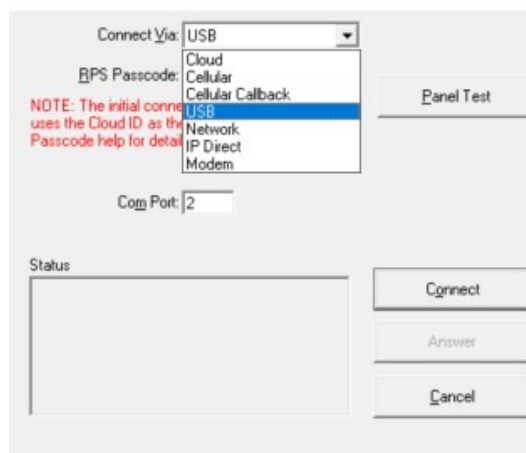 Connect Via: USB
Cloud
RPS Passcode: Cellular
Cellular Callback
Panel Test
NOTE: The initial conne
USB
uses the Cloud ID as the
Network
Passcode help for detail
IP Direct
Modem
Com Port: 2
Status
Connect
Answer
Cancel